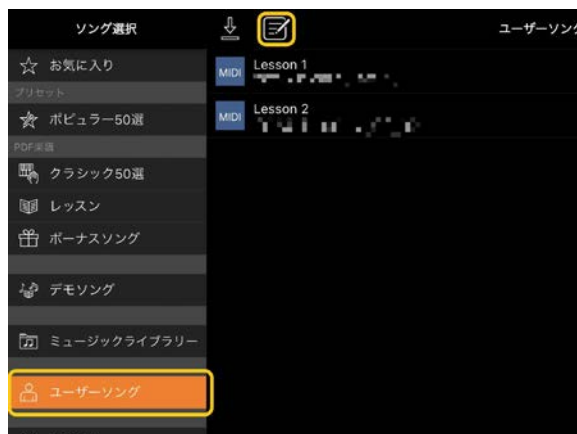 ソング選択
ユーザーソング
お気に入り
MIDI Lesson 1
プリセット
ポピュラー50選
MIDI Lesson 2
PDF楽譜
クラシック50選
レッスン
ボーナスソング
デモソング
ミュージックライブラリー
ユーザーソング